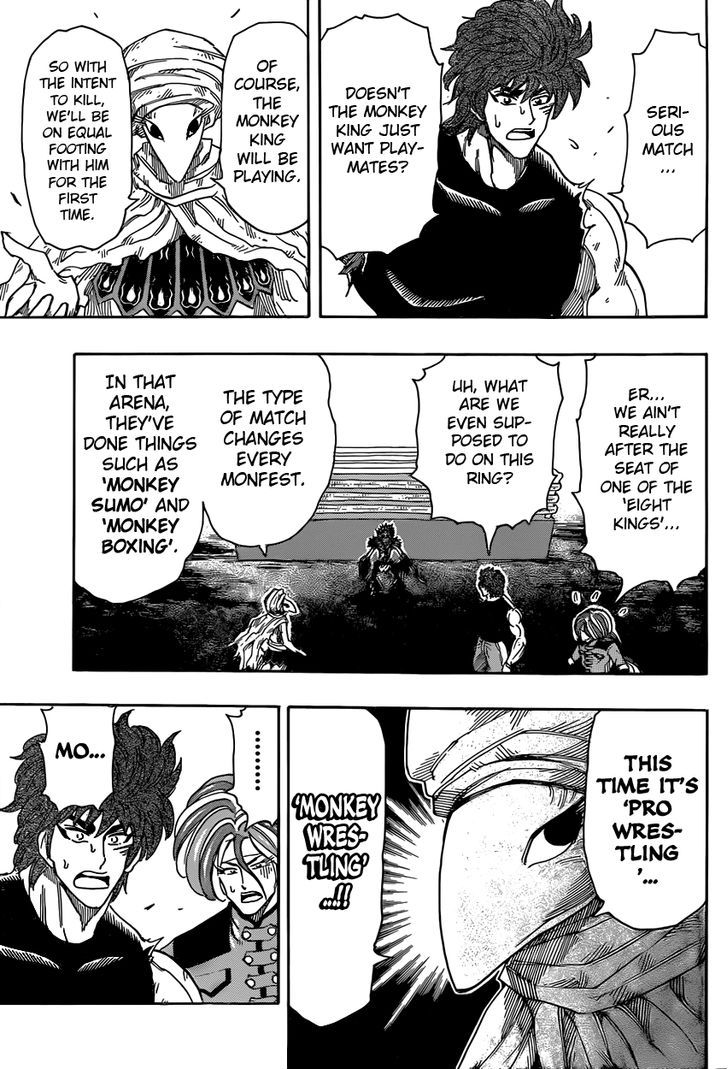 SERI-
OUS
MATCH
...
DOESN'T
THE MONKEY
KING JUST
WANT PLAY-
MATES?
OF
COURSE,
THE
MONKEY
KING
WILL BE
PLAYING.
SO WITH
THE INTENT
TO KILL,
WE'LL BE
ON EQUAL
FOOTING
WITH HIM
FOR THE
FIRST
TIME.
ER...
WE AIN'T
REALLY
AFTER THE
SEAT OF
ONE OF THE
'EIGHT
KINGS'...
UH, WHAT
ARE WE
EVEN SUP-
POSED TO
DO ON THIS
RING?
THE TYPE
OF MATCH
CHANGES
EVERY
MONFEST.
IN THAT
ARENA,
THEY'VE
DONE THINGS
SUCH AS
'MONKEY
SUMO' AND
'MONKEY
BOXING'.
THIS
TIME IT'S
'PRO
WRES-
TLING
'...
'MONKEY
WRES-
TLING'
...!!
........
MO...